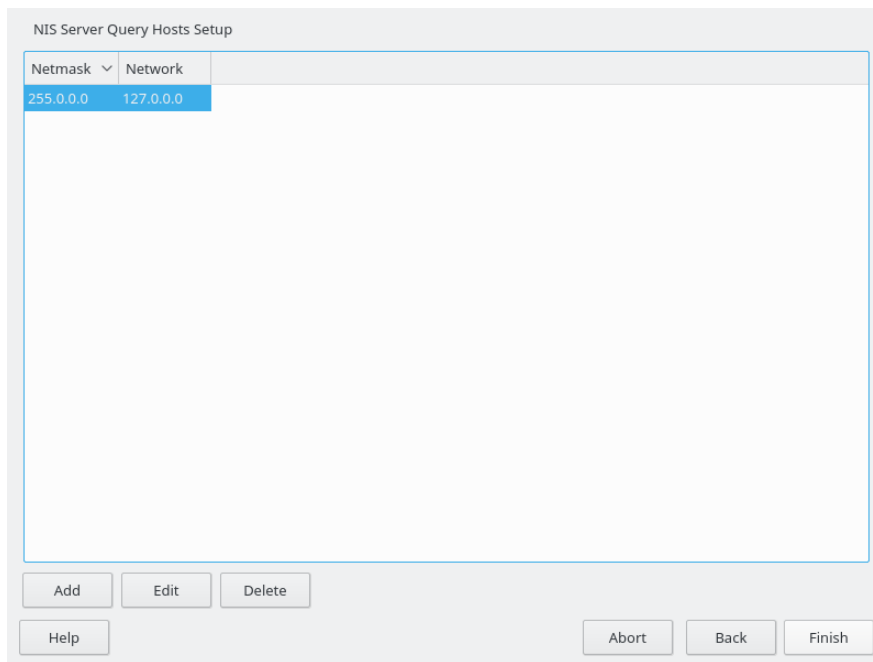 NIS Server Query Hosts Setup
Netmask Network
255.0.0.0 127.0.0.0
Add Edit Delete
Help Abort Back Finish